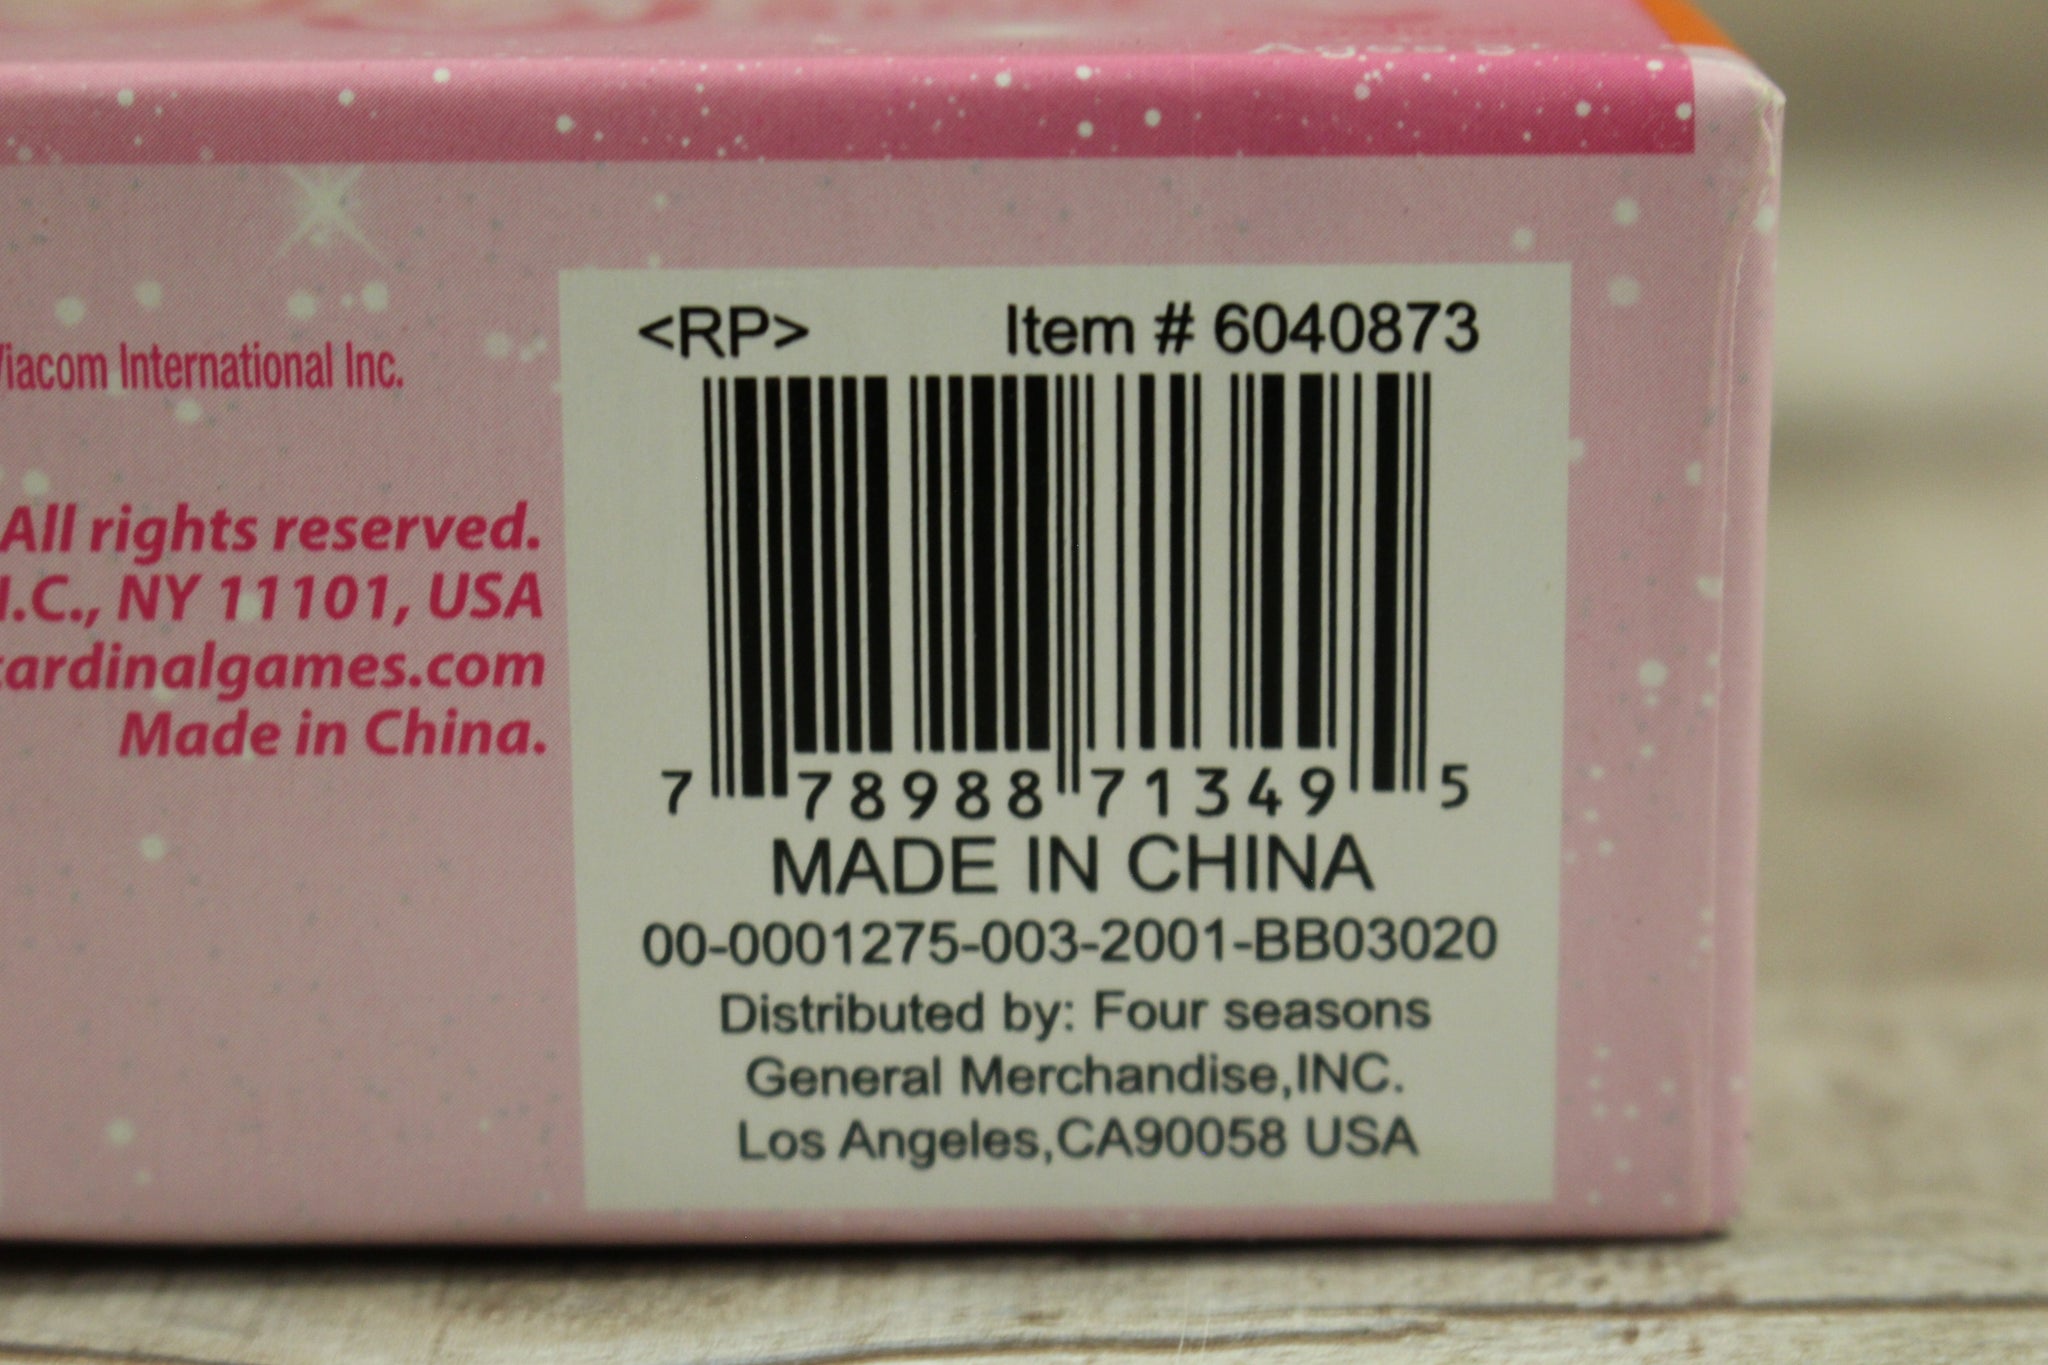 <RP> Item # 6040873
Viacom International Inc.
All rights reserved.
NY 11101, USA
cardinalgames.com
Made in China.
7 78988 71349 5
MADE IN CHINA
00-0001275-003-2001-BB03020
Distributed by: Four seasons
General Merchandise,INC.
Los Angeles,CA90058 USA